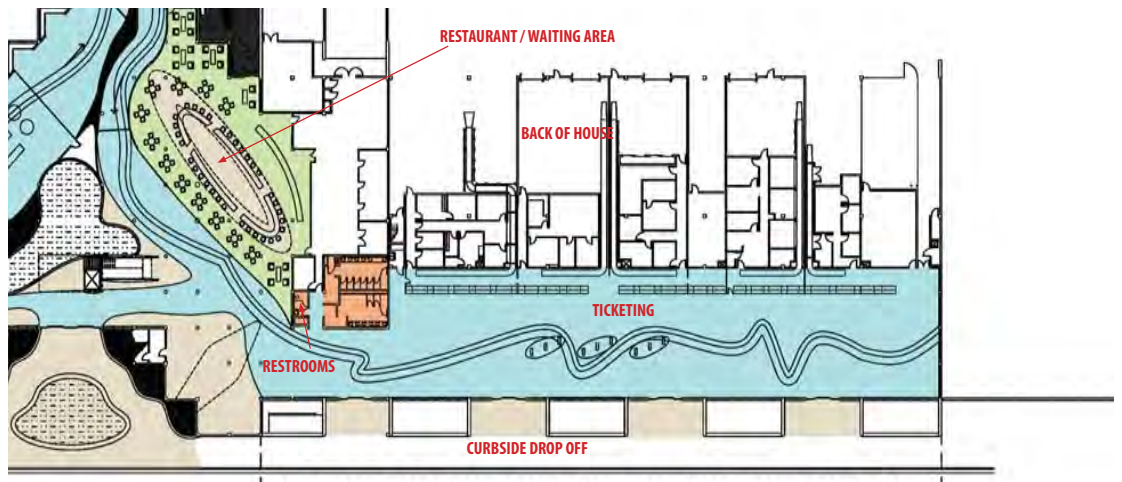 RESTAURANT / WAITING AREA
BACK OF HOUSE
TICKETING
RESTROOMS
CURBSIDE DROP OFF